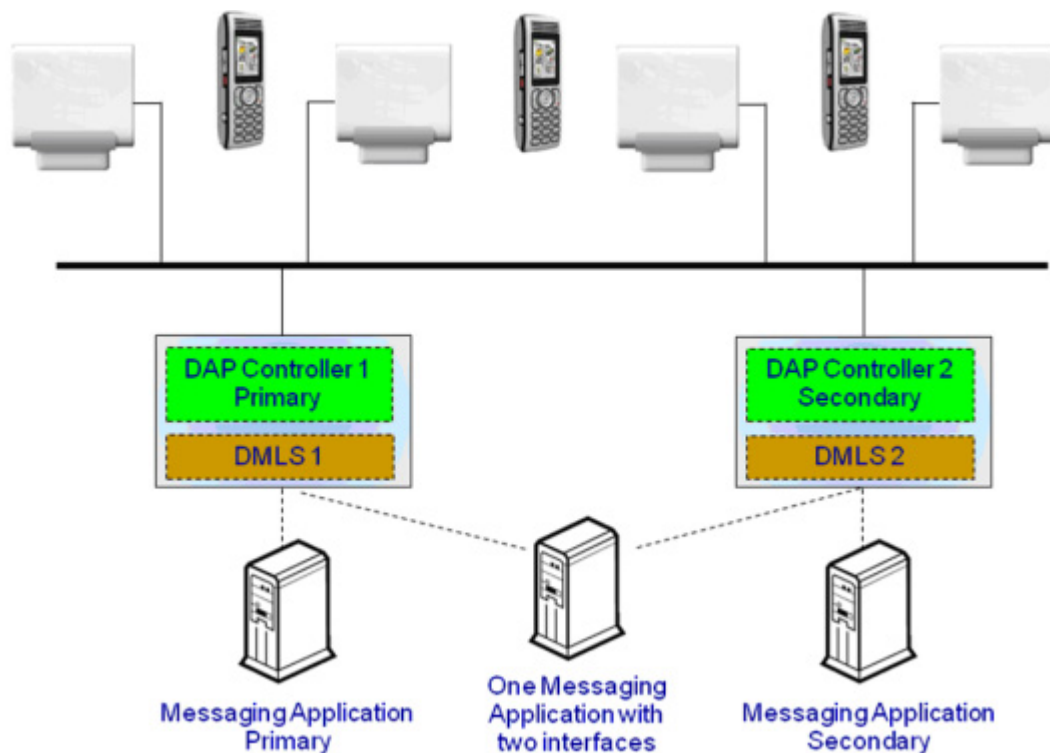 DAP Controller 1
Primary
DMLS 1
DAP Controller 2
Secondary
DMLS 2
Messaging Application
Primary
One Messaging
Application with
two interfaces
Messaging Application
Secondary